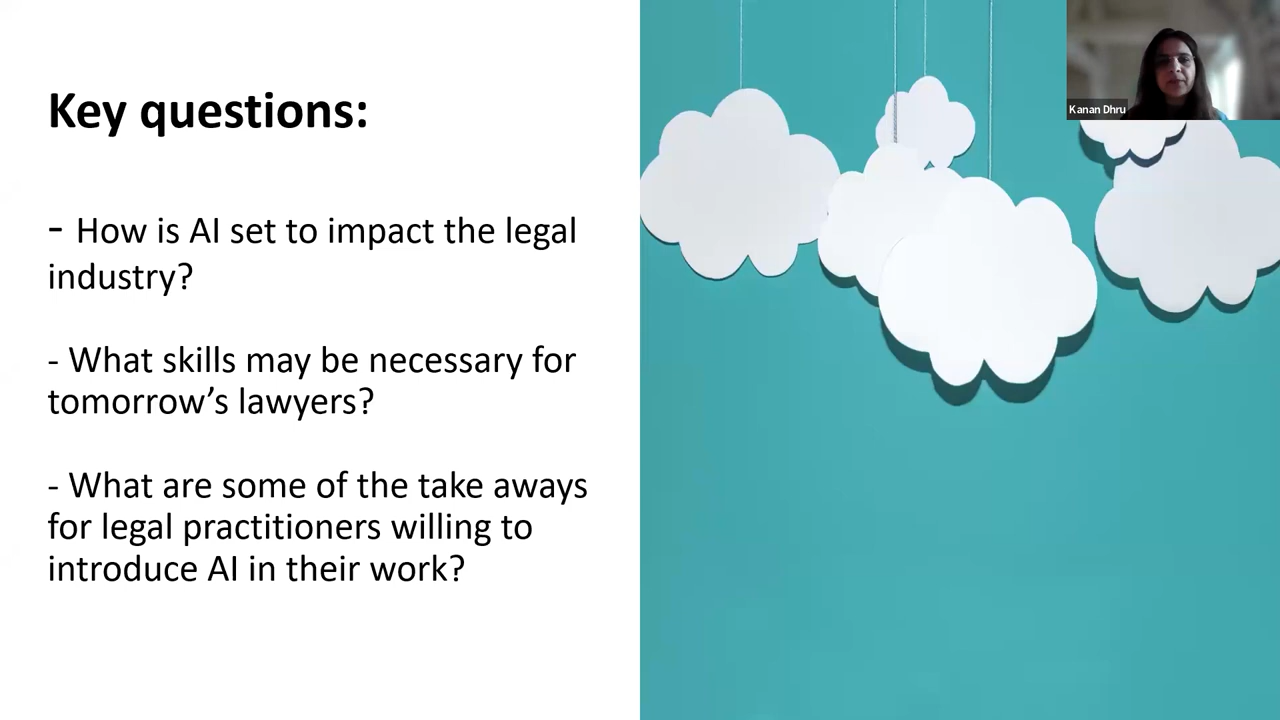 Key questions:
- How is AI set to impact the legal
industry?
- What skills may be necessary for
tomorrow’s lawyers?
- What are some of the take aways
for legal practitioners willing to
introduce AI in their work?
Kanan Dhru